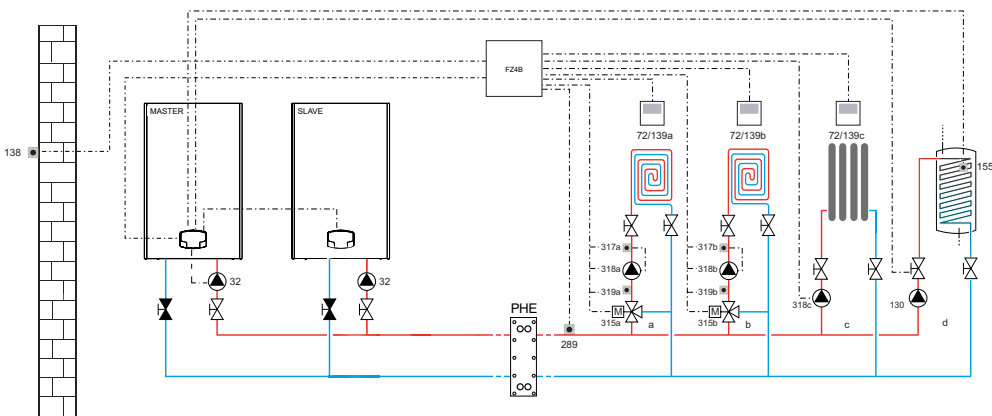 FZ4B
MASTER
SLAVE
72/139a
72/139b
72/139c
138
155
317a
317b
318a
318b
32
32
319a
319b
318c
130
M
M
315a
315b
a
b
c
d
PHE
289